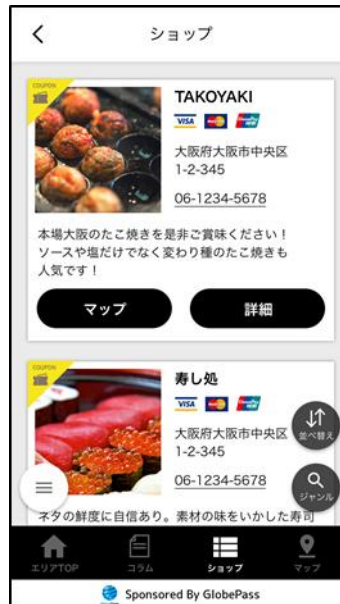 ショップ
COUPON
TAKOYAKI
VISA MasterCard UnionPay
大阪府大阪市中央区
1-2-345
06-1234-5678
本場大阪のたこ焼きを是非ご賞味ください！
ソースや塩だけでなく変わり種のたこ焼きも
人気です！
マップ
詳細
COUPON
寿し処
VISA MasterCard UnionPay
大阪府大阪市中央区
1-2-345
06-1234-5678
並べ替え
ジャンル
ネタの鮮度に自信あり。素材の味をいかした寿司
エリアTOP
コラム
ショップ
マップ
Sponsored By GlobePass